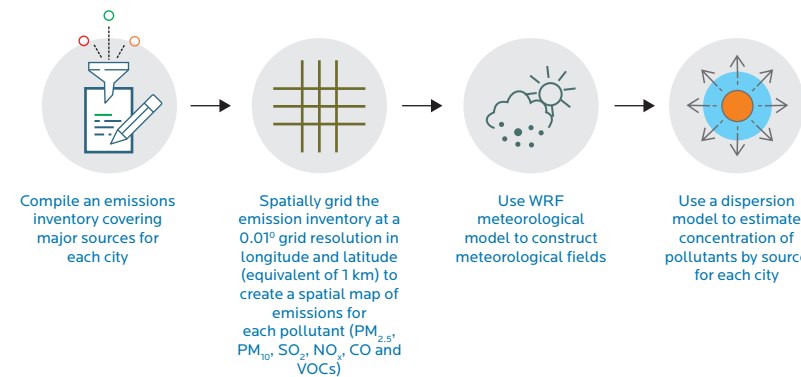 Compile an emissions
inventory covering
major sources for
each city
Spatially grid the
emission inventory at a
0.01⁰ grid resolution in
longitude and latitude
(equivalent of 1 km) to
create a spatial map of
emissions for
each pollutant (PM₂.₅,
PM₁₀, SO₂, NOₓ, CO and
VOCs)
Use WRF
meteorological
model to construct
meteorological fields
Use a dispersion
model to estimate
concentration of
pollutants by sourc
for each city